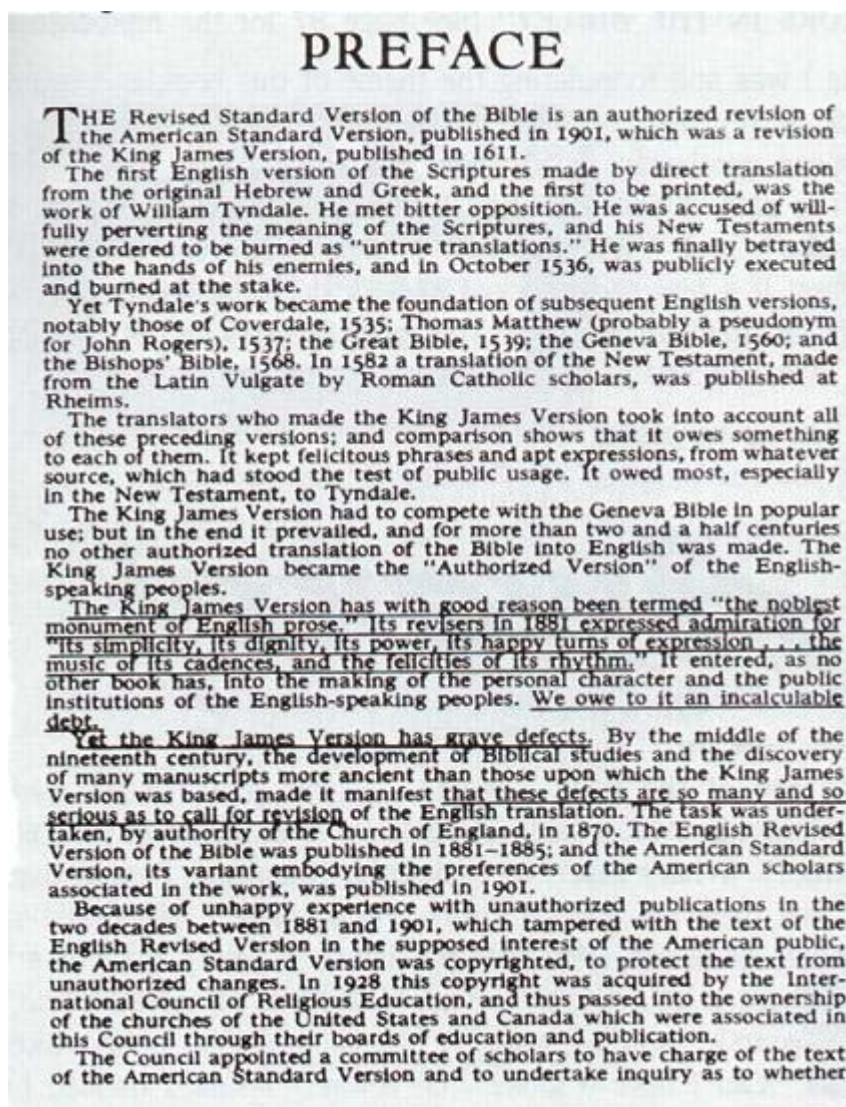 PREFACE
THE Revised Standard Version of the Bible is an authorized revision of
the American Standard Version, published in 1901, which was a revision
of the King James Version, published in 1611.
The first English version of the Scriptures made by direct translation
from the original Hebrew and Greek, and the first to be printed, was the
work of William Tyndale. He met bitter opposition. He was accused of will-
fully perverting the meaning of the Scriptures, and his New Testaments
were ordered to be burned as "untrue translations." He was finally betrayed
into the hands of his enemies, and in October 1536, was publicly executed
and burned at the stake.
Yet Tyndale's work became the foundation of subsequent English versions,
notably those of Coverdale, 1535; Thomas Matthew (probably a pseudonym
for John Rogers), 1537; the Great Bible, 1539; the Geneva Bible, 1560; and
the Bishops' Bible, 1568. In 1582 a translation of the New Testament, made
from the Latin Vulgate by Roman Catholic scholars, was published at
Rheims.
The translators who made the King James Version took into account all
of these preceding versions; and comparison shows that it owes something
to each of them. It kept felicitous phrases and apt expressions, from whatever
source, which had stood the test of public usage. It owed most, especially
in the New Testament, to Tyndale.
The King James Version had to compete with the Geneva Bible in popular
use; but in the end it prevailed, and for more than two and a half centuries
no other authorized translation of the Bible into English was made. The
King James Version became the "Authorized Version" of the English-
speaking peoples.
The King James Version has with good reason been termed "the noblest
monument of English prose." Its revisers in 1881 expressed admiration for
"its simplicity, its dignity, its power, its happy turns of expression . . . the
music of its cadences, and the felicities of its rhythm." It entered, as no
other book has, into the making of the personal character and the public
institutions of the English-speaking peoples. We owe to it an incalculable
debt.
Yet the King James Version has grave defects. By the middle of the
nineteenth century, the development of Biblical studies and the discovery
of many manuscripts more ancient than those upon which the King James
Version was based, made it manifest that these defects are so many and so
serious as to call for revision of the English translation. The task was under-
taken, by authority of the Church of England, in 1870. The English Revised
Version of the Bible was published in 1881–1885; and the American Standard
Version, its variant embodying the preferences of the American scholars
associated in the work, was published in 1901.
Because of unhappy experience with unauthorized publications in the
two decades between 1881 and 1901, which tampered with the text of the
English Revised Version in the supposed interest of the American public,
the American Standard Version was copyrighted, to protect the text from
unauthorized changes. In 1928 this copyright was acquired by the Inter-
national Council of Religious Education, and thus passed into the ownership
of the churches of the United States and Canada which were associated in
this Council through their boards of education and publication.
The Council appointed a committee of scholars to have charge of the text
of the American Standard Version and to undertake inquiry as to whether